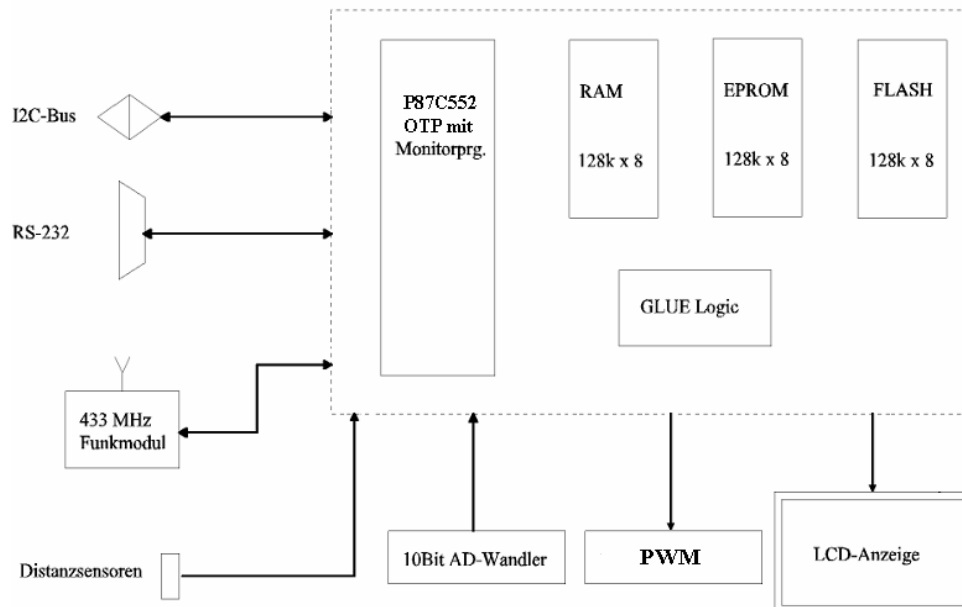 I2C-Bus
RS-232
433 MHz
Funkmodul
Distanzsensoren
P87C552
OTP mit
Monitorprg.
RAM
128k x 8
EPROM
128k x 8
FLASH
128k x 8
GLUE Logic
10Bit AD-Wandler
PWM
LCD-Anzeige